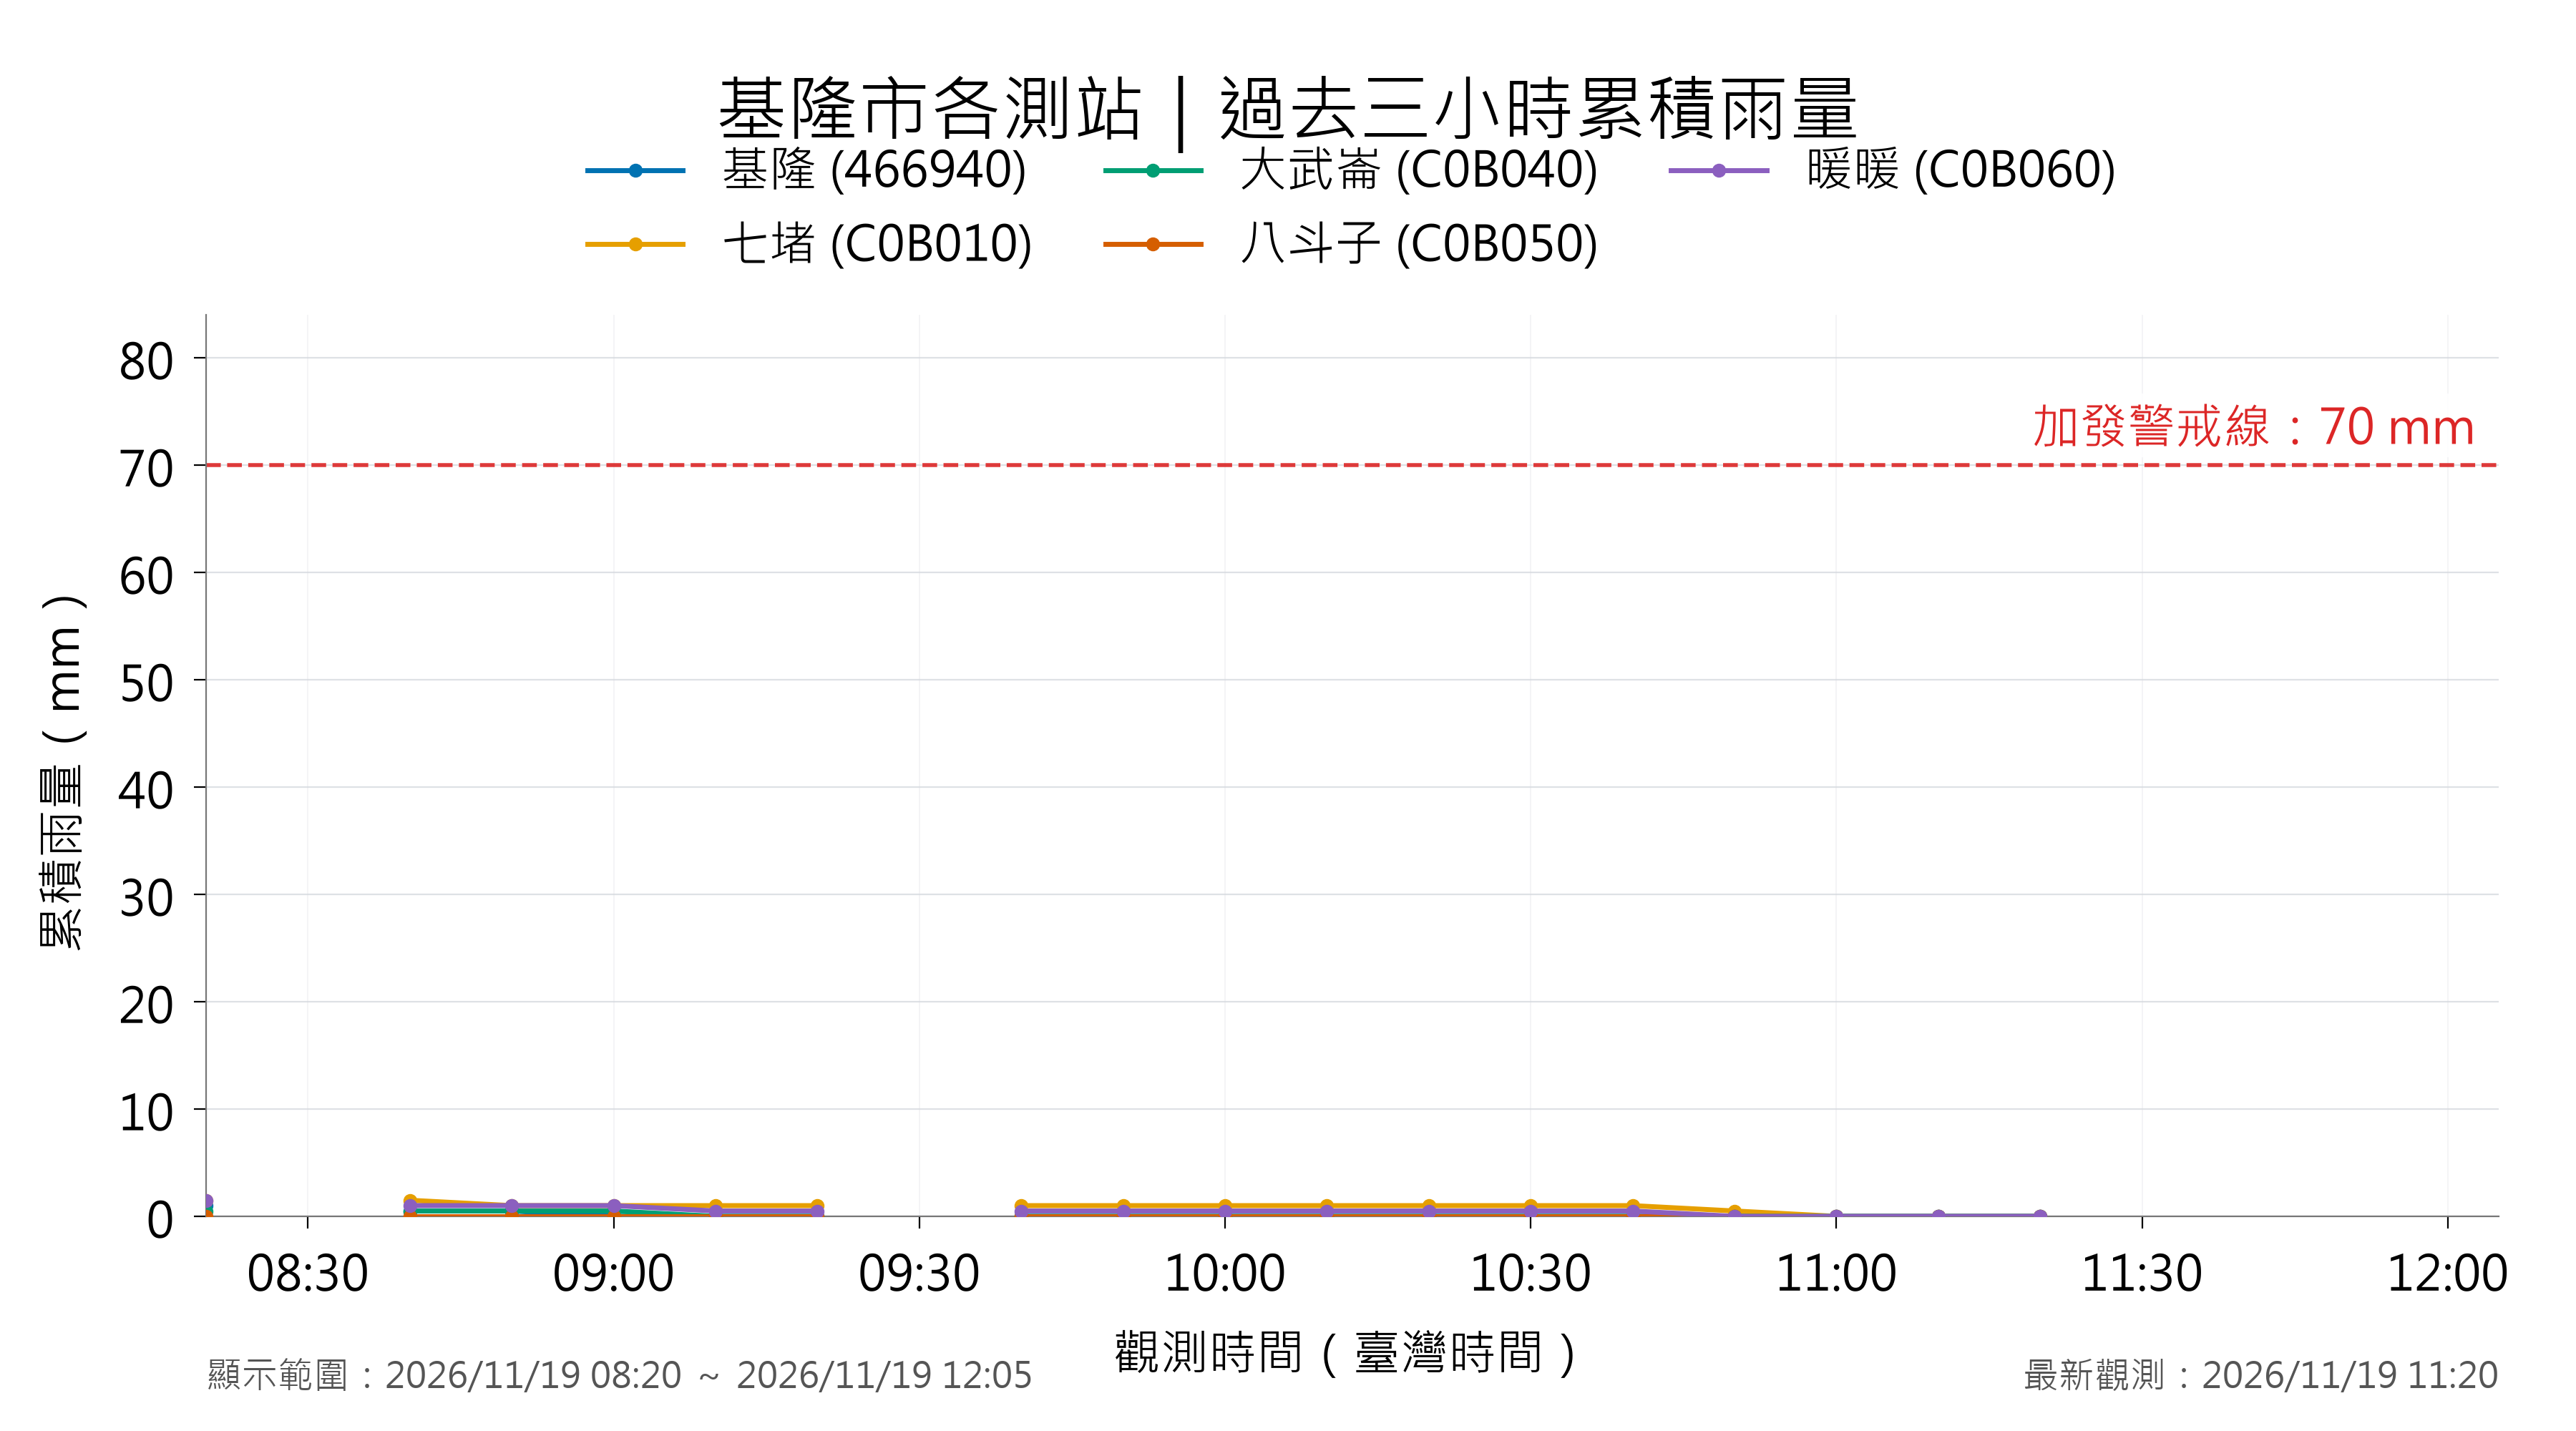 基隆市各測站｜過去三小時累積雨量
基隆 (466940)
大武崙 (C0B040)
暖暖 (C0B060)
七堵 (C0B010)
八斗子 (C0B050)
加發警戒線：70 mm
累積雨量（mm）
80
70
60
50
40
30
20
10
0
08:30
09:00
09:30
10:00
10:30
11:00
11:30
12:00
觀測時間（臺灣時間）
顯示範圍：2026/11/19 08:20 ~ 2026/11/19 12:05
最新觀測：2026/11/19 11:20